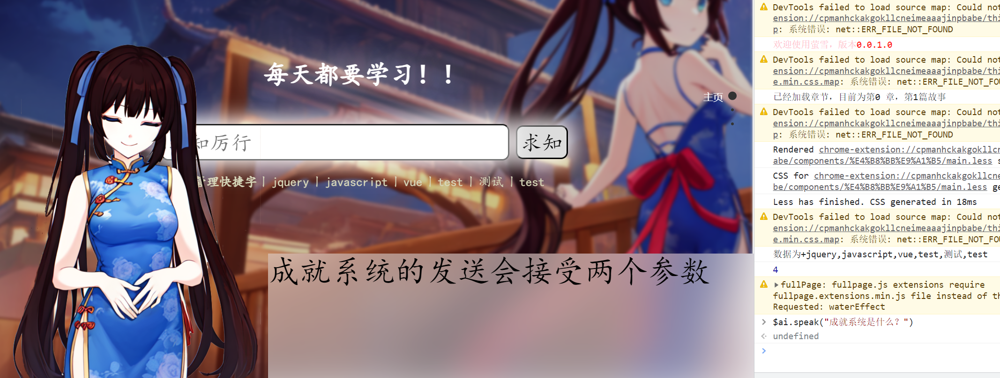 每天都要学习！！
主页
知厉行
求知
管理快捷字 | jquery | javascript | vue | test | 测试 | test
成就系统的发送会接受两个参数
DevTools failed to load source map: Could not
ension://cpmanhckakgokllcneimeaaajinpbabe/thi
p: 系统错误: net::ERR_FILE_NOT_FOUND
欢迎使用萤雪，版本0.0.1.0
DevTools failed to load source map: Could not
ension://cpmanhckakgokllcneimeaaajinpbabe/thi
e.min.css.map: 系统错误: net::ERR_FILE_NOT_FOU
已经加载章节，目前为第0 章，第1篇故事
DevTools failed to load source map: Could not
ension://cpmanhckakgokllcneimeaaajinpbabe/thi
p: 系统错误: net::ERR_FILE_NOT_FOUND
Rendered chrome-extension://cpmanhckakgokllcn
abe/components/%E4%B8%BB%E9%A1%B5/main.less s
CSS for chrome-extension://cpmanhckakgokllcne
be/components/%E4%B8%BB%E9%A1%B5/main.less ge
Less has finished. CSS generated in 18ms
DevTools failed to load source map: Could not
ension://cpmanhckakgokllcneimeaaajinpbabe/thi
e.min.css.map: 系统错误: net::ERR_FILE_NOT_FOU
数据为+jquery,javascript,vue,test,测试,test
4
fullPage: fullpage.js extensions require
fullpage.extensions.min.js file instead of th
Requested: waterEffect
$ai.speak("成就系统是什么？")
undefined